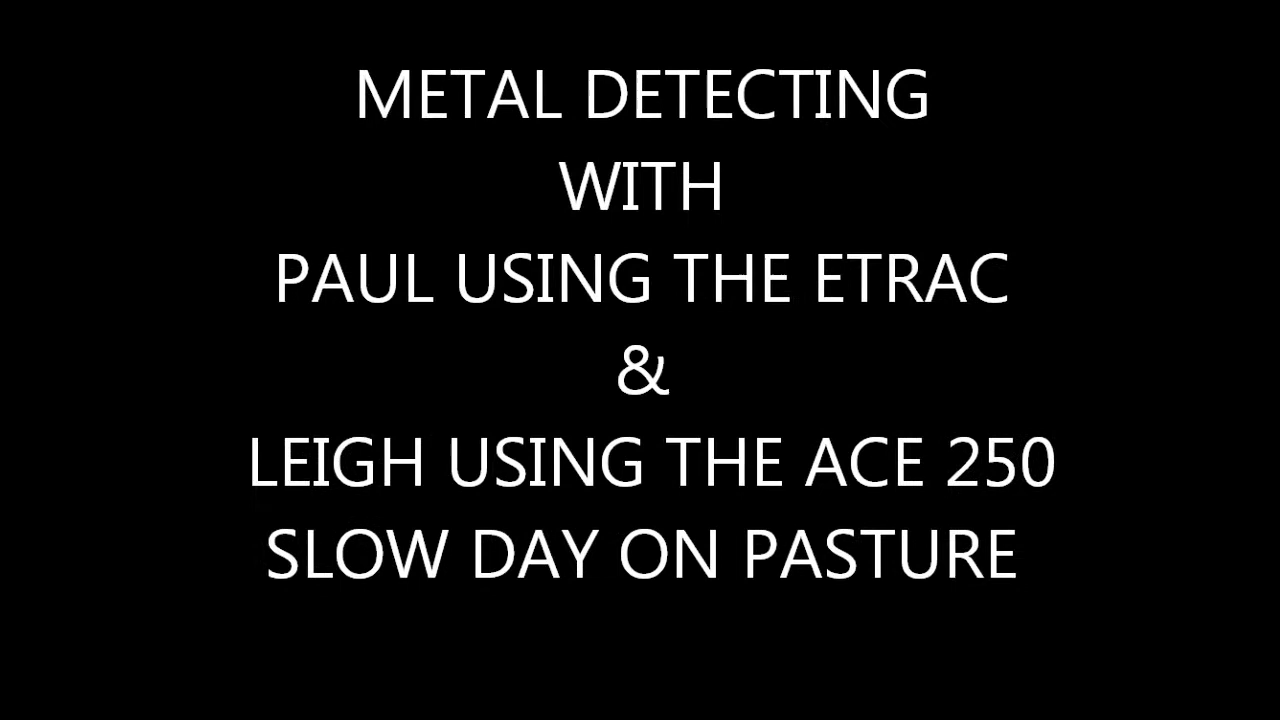 METAL DETECTING
WITH
PAUL USING THE ETRAC
&
LEIGH USING THE ACE 250
SLOW DAY ON PASTURE